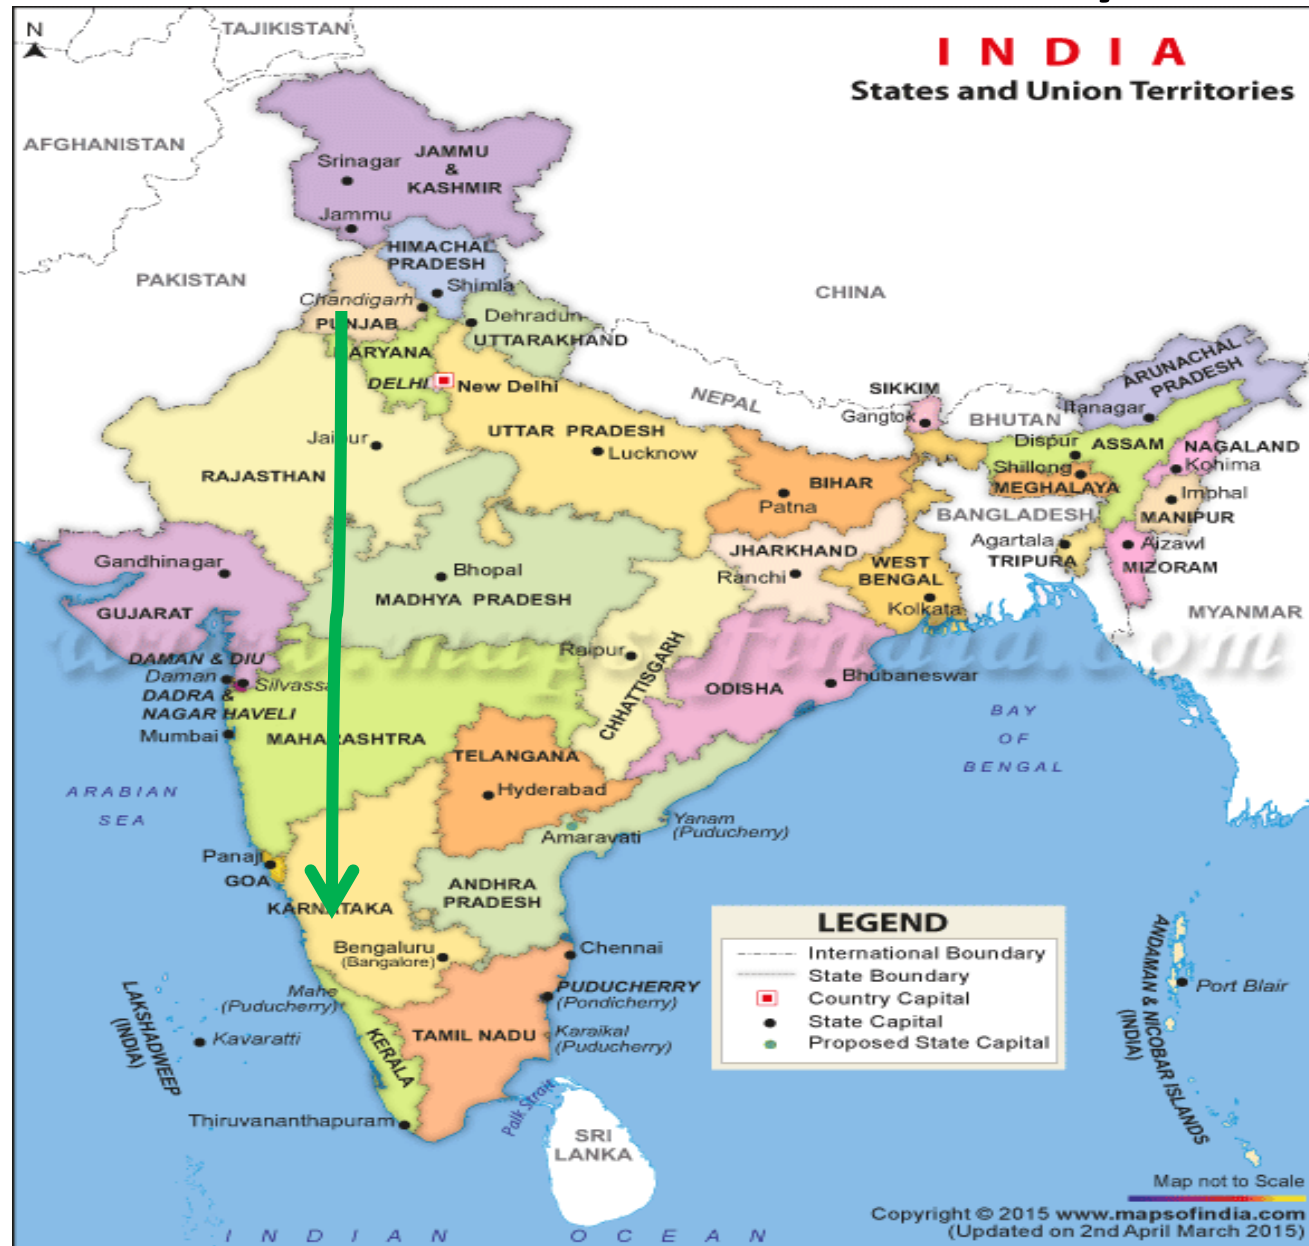 N
TAJIKISTAN
INDIA
States and Union Territories
AFGHANISTAN
JAMMU
&
KASHMIR
Srinagar
Jammu
HIMACHAL
PRADESH
PAKISTAN
Shimla
CHINA
Chandigarh
PUNJAB
Dehradun
UTTARAKHAND
ARYANA
DELHI
New Delhi
NEPAL
SIKKIM
Gangtok
BHUTAN
ARUNACHAL
PRADESH
Itanagar
Jaipur
UTTAR PRADESH
Lucknow
Dispur
ASSAM
NAGALAND
Kohima
RAJASTHAN
BIHAR
Patna
Shillong
MEGHALAYA
Imphal
MANIPUR
BANGLADESH
Gandhinagar
Bhopal
JHARKHAND
Ranchi
WEST
BENGAL
Agartala
TRIPURA
Aizawl
MIZORAM
GUJARAT
MADHYA PRADESH
Kolkata
MYANMAR
www.mapsofindia.com
DAMAN & DIU
Daman
Silvassa
DADRA &
NAGAR HAVELI
Raipur
CHHATTISGARH
ODISHA
Bhubaneswar
Mumbai
MAHARASHTRA
TELANGANA
Hyderabad
BAY
OF
BENGAL
ARABIAN
SEA
Amaravati
Yanam
(Puducherry)
Panaji
GOA
KARNATAKA
ANDHRA
PRADESH
Bengaluru
(Bangalore)
Chennai
Mahe
(Puducherry)
PUDUCHERRY
(Pondicherry)
LAKSHADWEEP
(INDIA)
Kavaratti
KERALA
TAMIL NADU
Karaikal
(Puducherry)
Thiruvananthapuram
Palk Strait
SRI
LANKA
LEGEND
International Boundary
State Boundary
Country Capital
State Capital
Proposed State Capital
ANDAMAN & NICOBAR ISLANDS
(INDIA)
Port Blair
INDIAN OCEAN
Map not to Scale
Copyright © 2015 www.mapsofindia.com
(Updated on 2nd April March 2015)